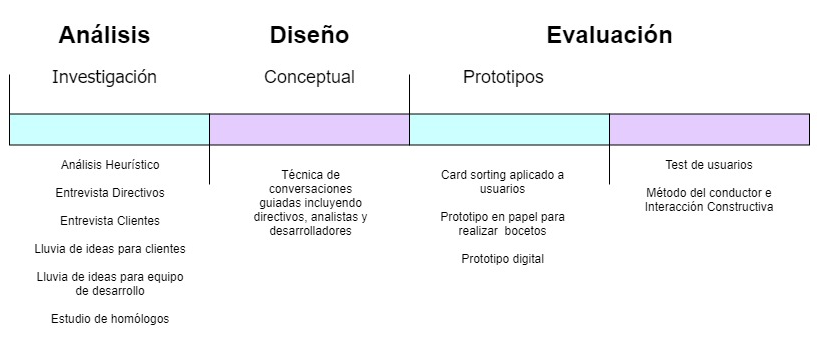 Análisis
Diseño
Evaluación
Investigación
Conceptual
Prototipos
Análisis Heurístico
Entrevista Directivos
Entrevista Clientes
Lluvia de ideas para clientes
Lluvia de ideas para equipo
de desarrollo
Estudio de homólogos
Técnica de
conversaciones
guiadas incluyendo
directivos, analistas y
desarrolladores
Card sorting aplicado a
usuarios
Prototipo en papel para
realizar bocetos
Prototipo digital
Test de usuarios
Método del conductor e
Interacción Constructiva